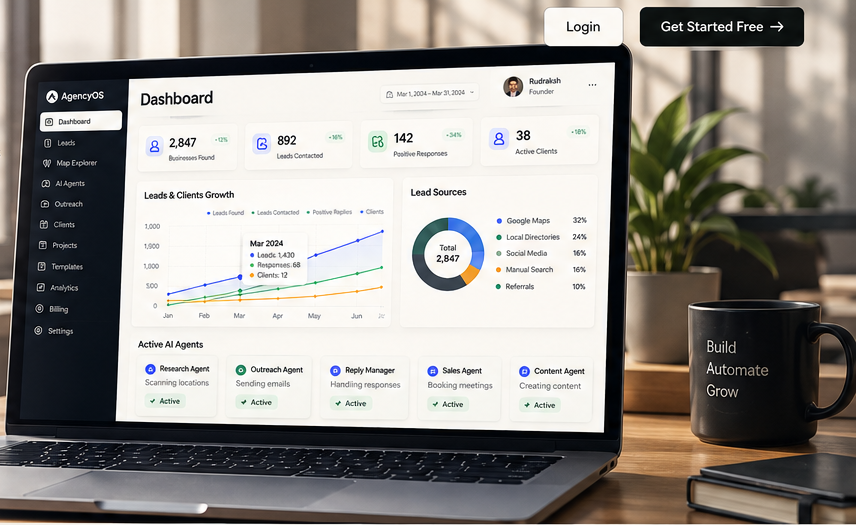 Login
Get Started Free →
AgencyOS
Dashboard
Leads
Map Explorer
AI Agents
Outreach
Clients
Projects
Templates
Analytics
Billing
Settings
Dashboard
Mar 1, 2004 – Mar 31, 2004
Rudraksh
Founder
2,847
+12%
Businesses Found
892
+16%
Leads Contacted
142
+34%
Positive Responses
38
+18%
Active Clients
Leads & Clients Growth
Leads Found
Leads Contacted
Positive Replies
Clients
1,000
1,900
1,000
500
0
Mar 2024
Leads: 1,430
Responses: 68
Clients: 12
Jan
Feb
Mar
Apr
May
Jun
Lead Sources
Total
2,847
Google Maps 32%
Local Directories 24%
Social Media 16%
Manual Search 16%
Referrals 10%
Active AI Agents
Research Agent
Scanning locations
Active
Outreach Agent
Sending emails
Active
Reply Manager
Handling responses
Active
Sales Agent
Booking meetings
Active
Content Agent
Creating content
Active
Build
Automate
Grow